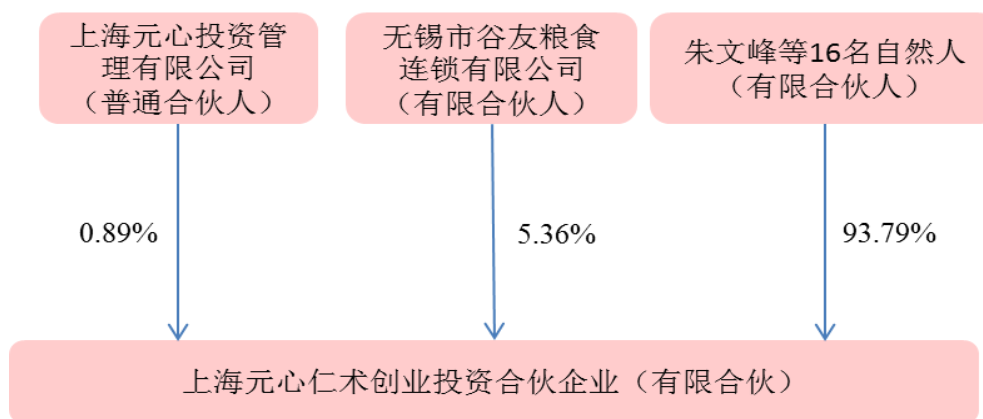 上海元心投资管
理有限公司
（普通合伙人）
无锡市谷友粮食
连锁有限公司
（有限合伙人）
朱文峰等16名自然人
（有限合伙人）
0.89%
5.36%
93.79%
上海元心仁术创业投资合伙企业（有限合伙）